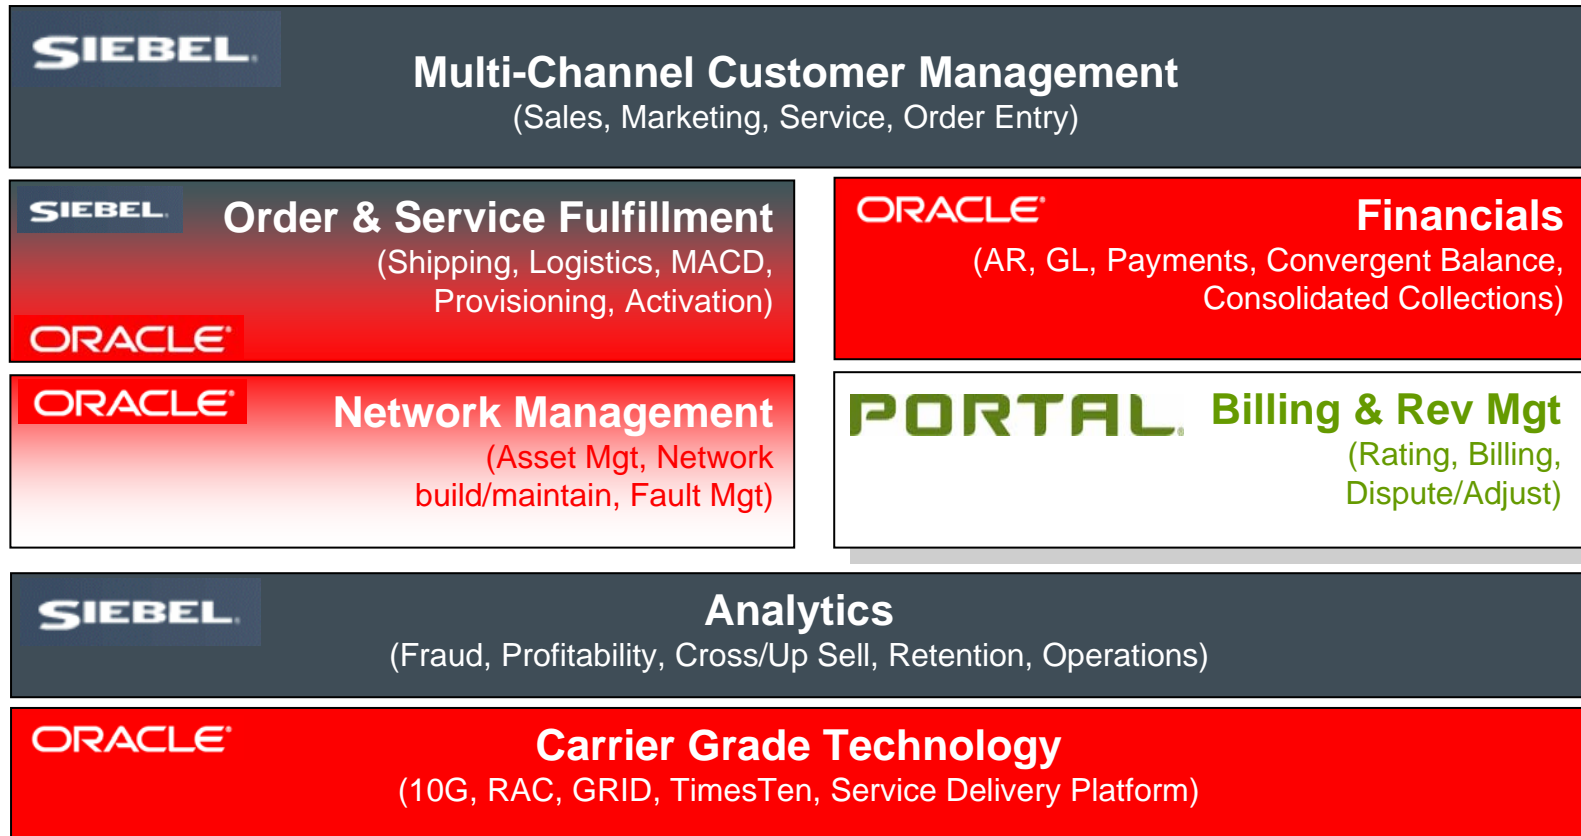 SIEBEL.
Multi-Channel Customer Management
(Sales, Marketing, Service, Order Entry)
SIEBEL.
Order & Service Fulfillment
(Shipping, Logistics, MACD,
Provisioning, Activation)
ORACLE®
ORACLE®
Financials
(AR, GL, Payments, Convergent Balance,
Consolidated Collections)
ORACLE®
Network Management
(Asset Mgt, Network
build/maintain, Fault Mgt)
PORTAL®
Billing & Rev Mgt
(Rating, Billing,
Dispute/Adjust)
SIEBEL.
Analytics
(Fraud, Profitability, Cross/Up Sell, Retention, Operations)
ORACLE®
Carrier Grade Technology
(10G, RAC, GRID, TimesTen, Service Delivery Platform)